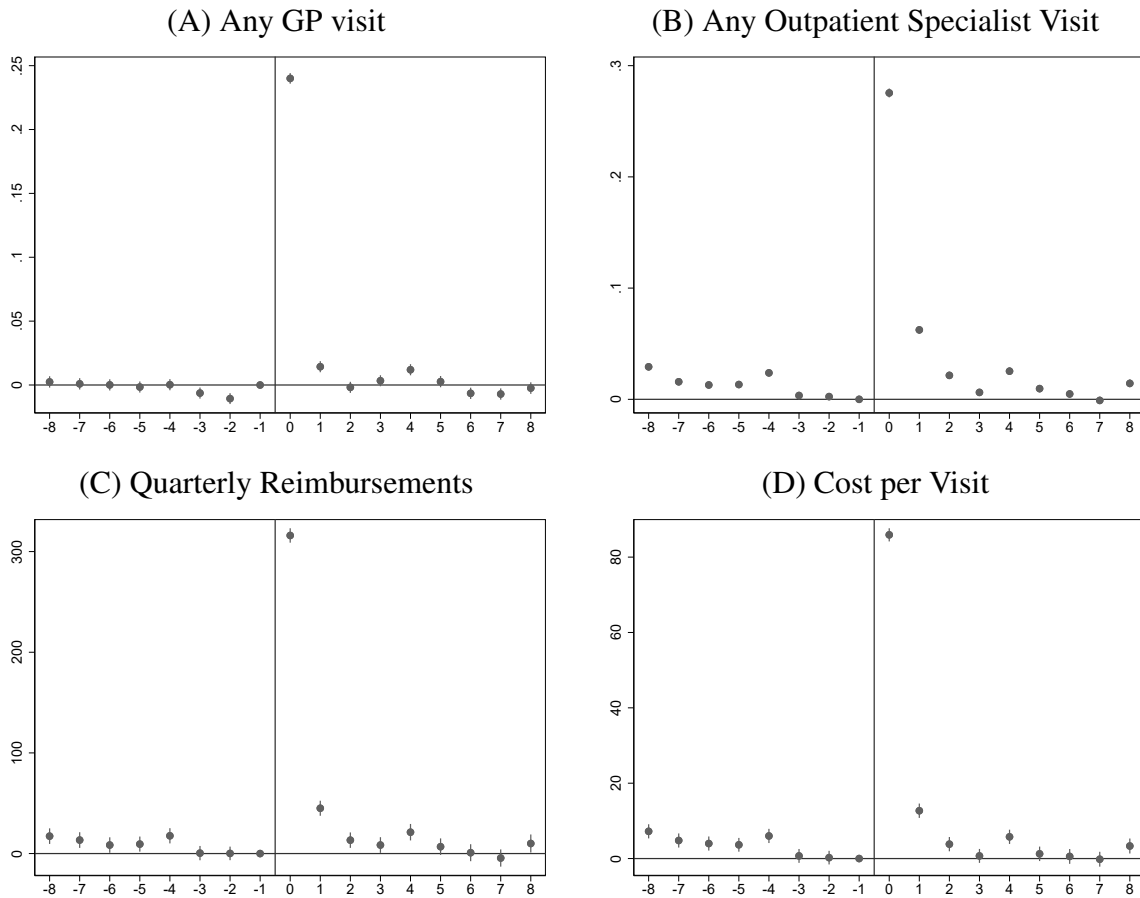 (A) Any GP visit
.25
.2
.15
.1
.05
0
-8 -7 -6 -5 -4 -3 -2 -1 0 1 2 3 4 5 6 7 8
(B) Any Outpatient Specialist Visit
.3
.2
.1
0
-8 -7 -6 -5 -4 -3 -2 -1 0 1 2 3 4 5 6 7 8
(C) Quarterly Reimbursements
300
200
100
0
-8 -7 -6 -5 -4 -3 -2 -1 0 1 2 3 4 5 6 7 8
(D) Cost per Visit
80
60
40
20
0
-8 -7 -6 -5 -4 -3 -2 -1 0 1 2 3 4 5 6 7 8